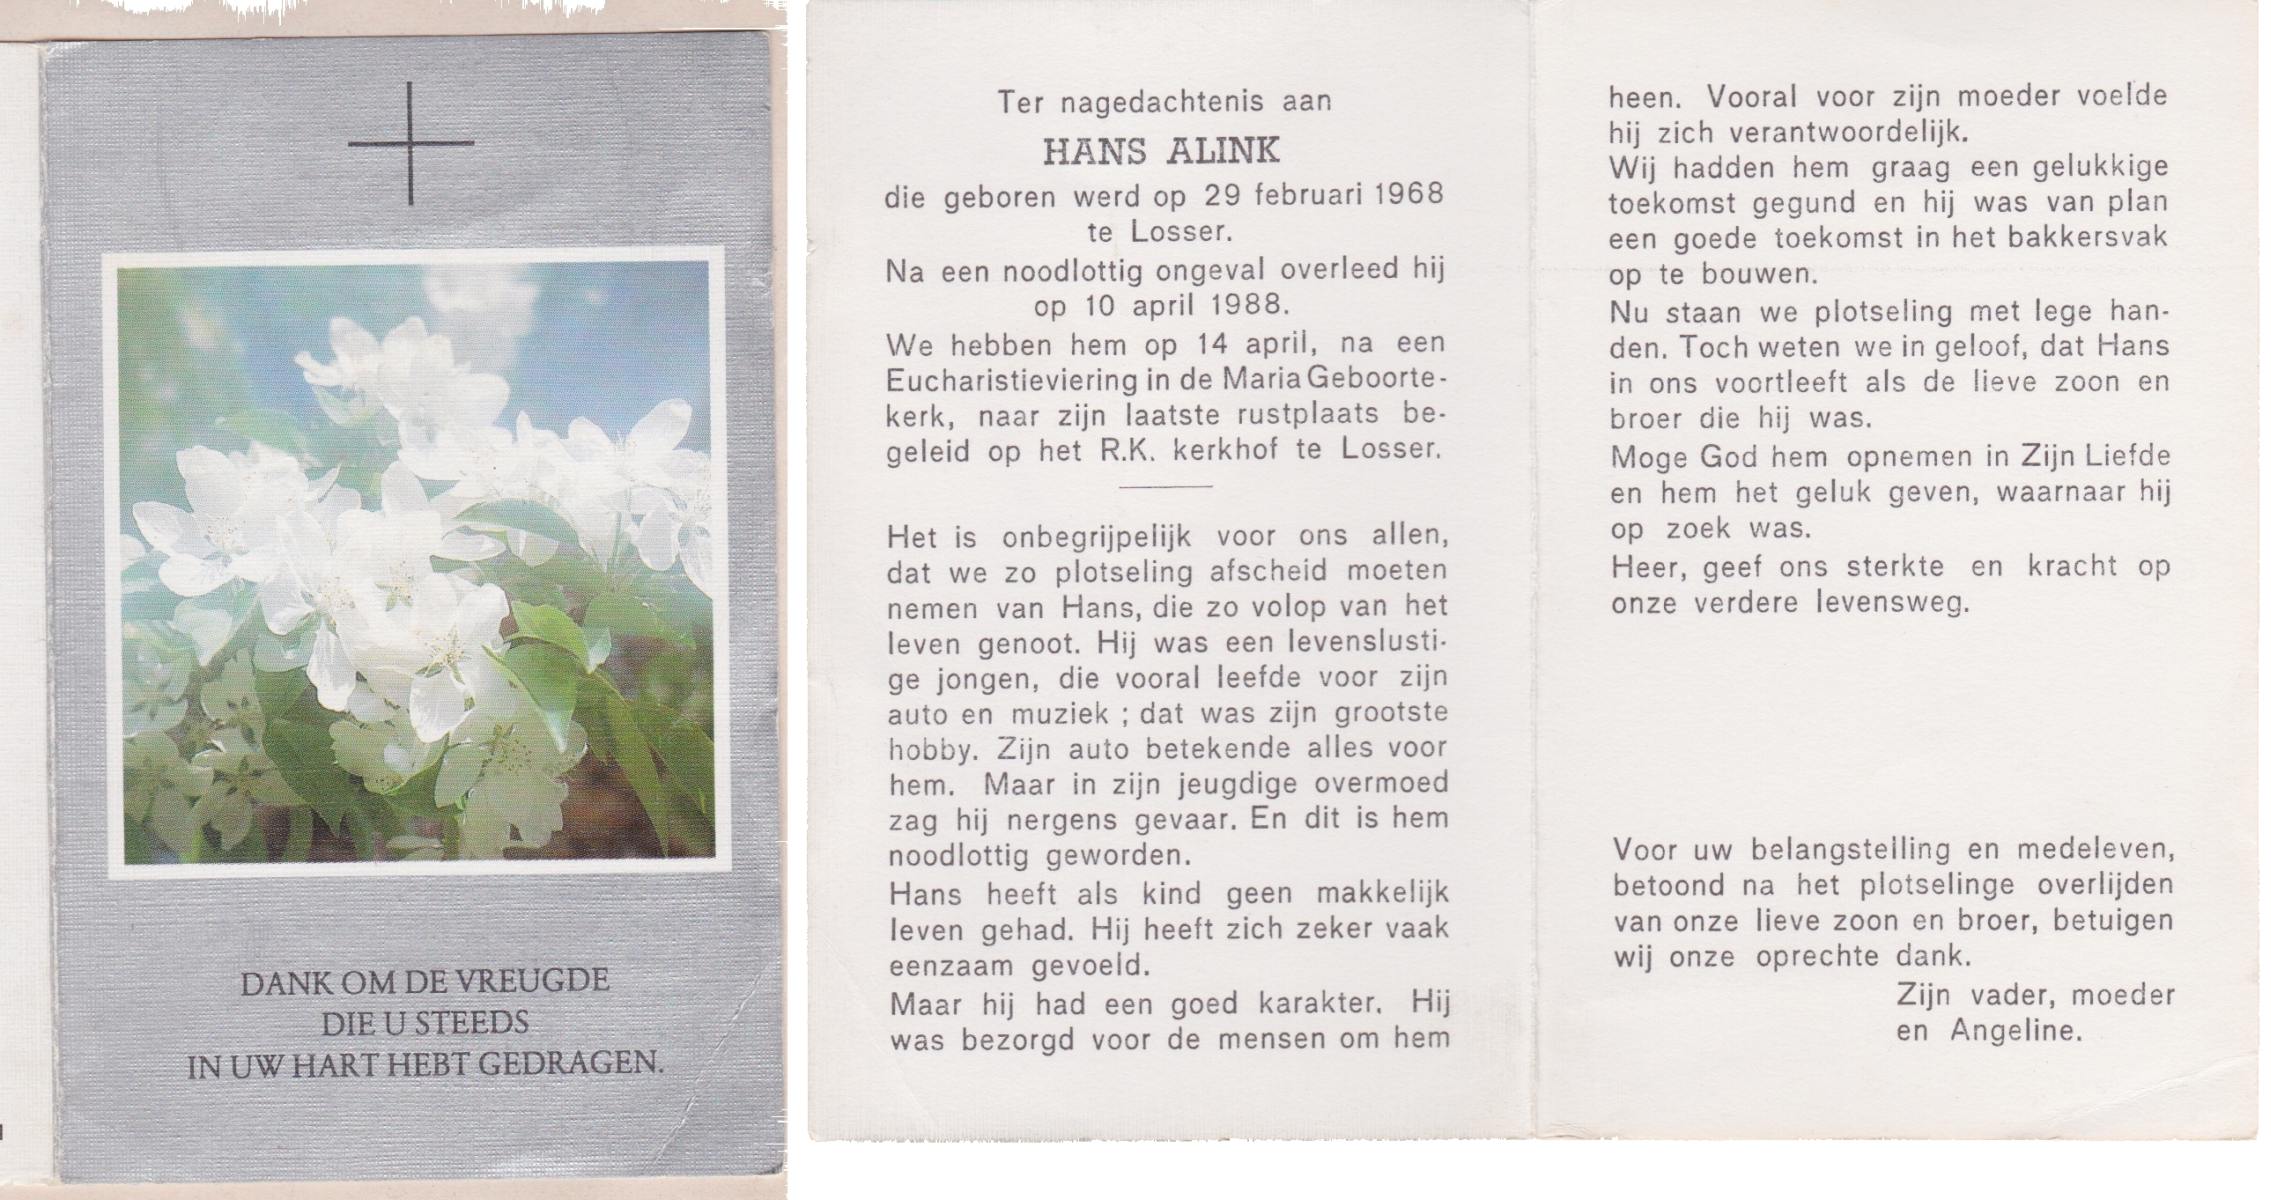 DANK OM DE VREUGDE
DIE U STEEDS
IN UW HART HEBT GEDRAGEN.
Ter nagedachtenis aan
HANS ALINK
die geboren werd op 29 februari 1968
te Losser.
Na een noodlottig ongeval overleed hij
op 10 april 1988.
We hebben hem op 14 april, na een
Eucharistieviering in de Maria Geboorte-
kerk, naar zijn laatste rustplaats be-
geleid op het R.K. kerkhof te Losser.
Het is onbegrijpelijk voor ons allen,
dat we zo plotseling afscheid moeten
nemen van Hans, die zo volop van het
leven genoot. Hij was een levenslusti-
ge jongen, die vooral leefde voor zijn
auto en muziek ; dat was zijn grootste
hobby. Zijn auto betekende alles voor
hem. Maar in zijn jeugdige overmoed
zag hij nergens gevaar. En dit is hem
noodlottig geworden.
Hans heeft als kind geen makkelijk
leven gehad. Hij heeft zich zeker vaak
eenzaam gevoeld.
Maar hij had een goed karakter. Hij
was bezorgd voor de mensen om hem
heen. Vooral voor zijn moeder voelde
hij zich verantwoordelijk.
Wij hadden hem graag een gelukkige
toekomst gegund en hij was van plan
een goede toekomst in het bakkersvak
op te bouwen.
Nu staan we plotseling met lege han-
den. Toch weten we in geloof, dat Hans
in ons voortleeft als de lieve zoon en
broer die hij was.
Moge God hem opnemen in Zijn Liefde
en hem het geluk geven, waarnaar hij
op zoek was.
Heer, geef ons sterkte en kracht op
onze verdere levensweg.
Voor uw belangstelling en medeleven,
betoond na het plotselinge overlijden
van onze lieve zoon en broer, betuigen
wij onze oprechte dank.
Zijn vader, moeder
en Angeline.